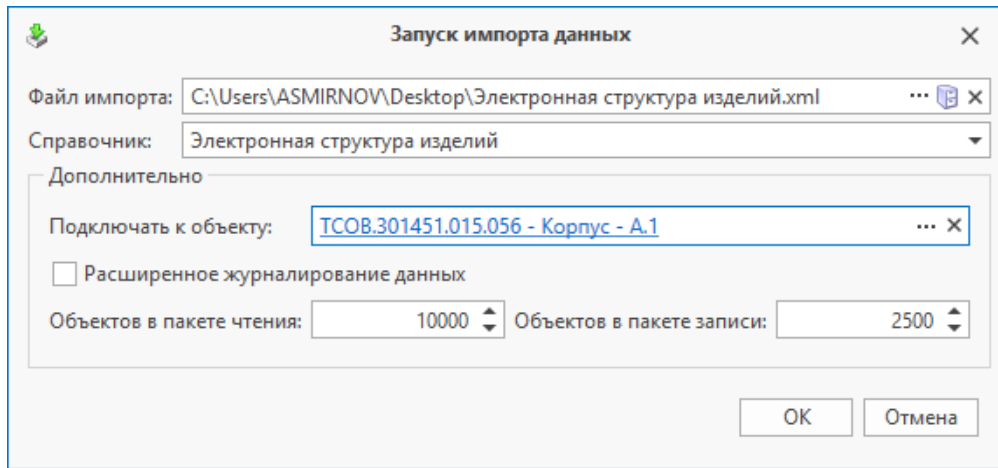 Запуск импорта данных
Файл импорта: C:\Users\ASMIRNOV\Desktop\Электронная структура изделий.xml
Справочник: Электронная структура изделий
Дополнительно
Подключать к объекту: ТСОВ.301451.015.056 - Корпус - А.1
Расширенное журналирование данных
Объектов в пакете чтения: 10000 Объектов в пакете записи: 2500
ОК Отмена